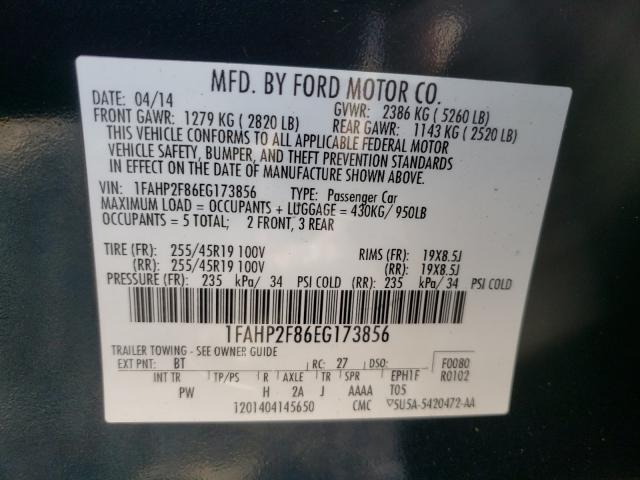 MFD. BY FORD MOTOR CO.
DATE: 04/14 GVWR: 2386 KG ( 5260 LB)
FRONT GAWR: 1279 KG ( 2820 LB) REAR GAWR: 1143 KG ( 2520 LB)
THIS VEHICLE CONFORMS TO ALL APPLICABLE FEDERAL MOTOR
VEHICLE SAFETY, BUMPER, AND THEFT PREVENTION STANDARDS
IN EFFECT ON THE DATE OF MANUFACTURE SHOWN ABOVE.
VIN: 1FAHP2F86EG173856 TYPE: Passenger Car
MAXIMUM LOAD = OCCUPANTS + LUGGAGE = 430KG/ 950LB
OCCUPANTS = 5 TOTAL; 2 FRONT, 3 REAR
TIRE (FR): 255/45R19 100V RIMS (FR): 19X8.5J
(RR): 255/45R19 100V (RR): 19X8.5J
PRESSURE (FR): 235 kPa/ 34 PSI COLD (RR): 235 kPa/ 34 PSI COLD
1FAHP2F86EG173856
TRAILER TOWING - SEE OWNER GUIDE
EXT PNT: BT RC: 27 DSO: F0080
INT TR TP/PS R AXLE TR SPR EPH1F R0102
PW H 2A J AAAA T05
1201404145650 CMC ▽5U5A-5420472-AA